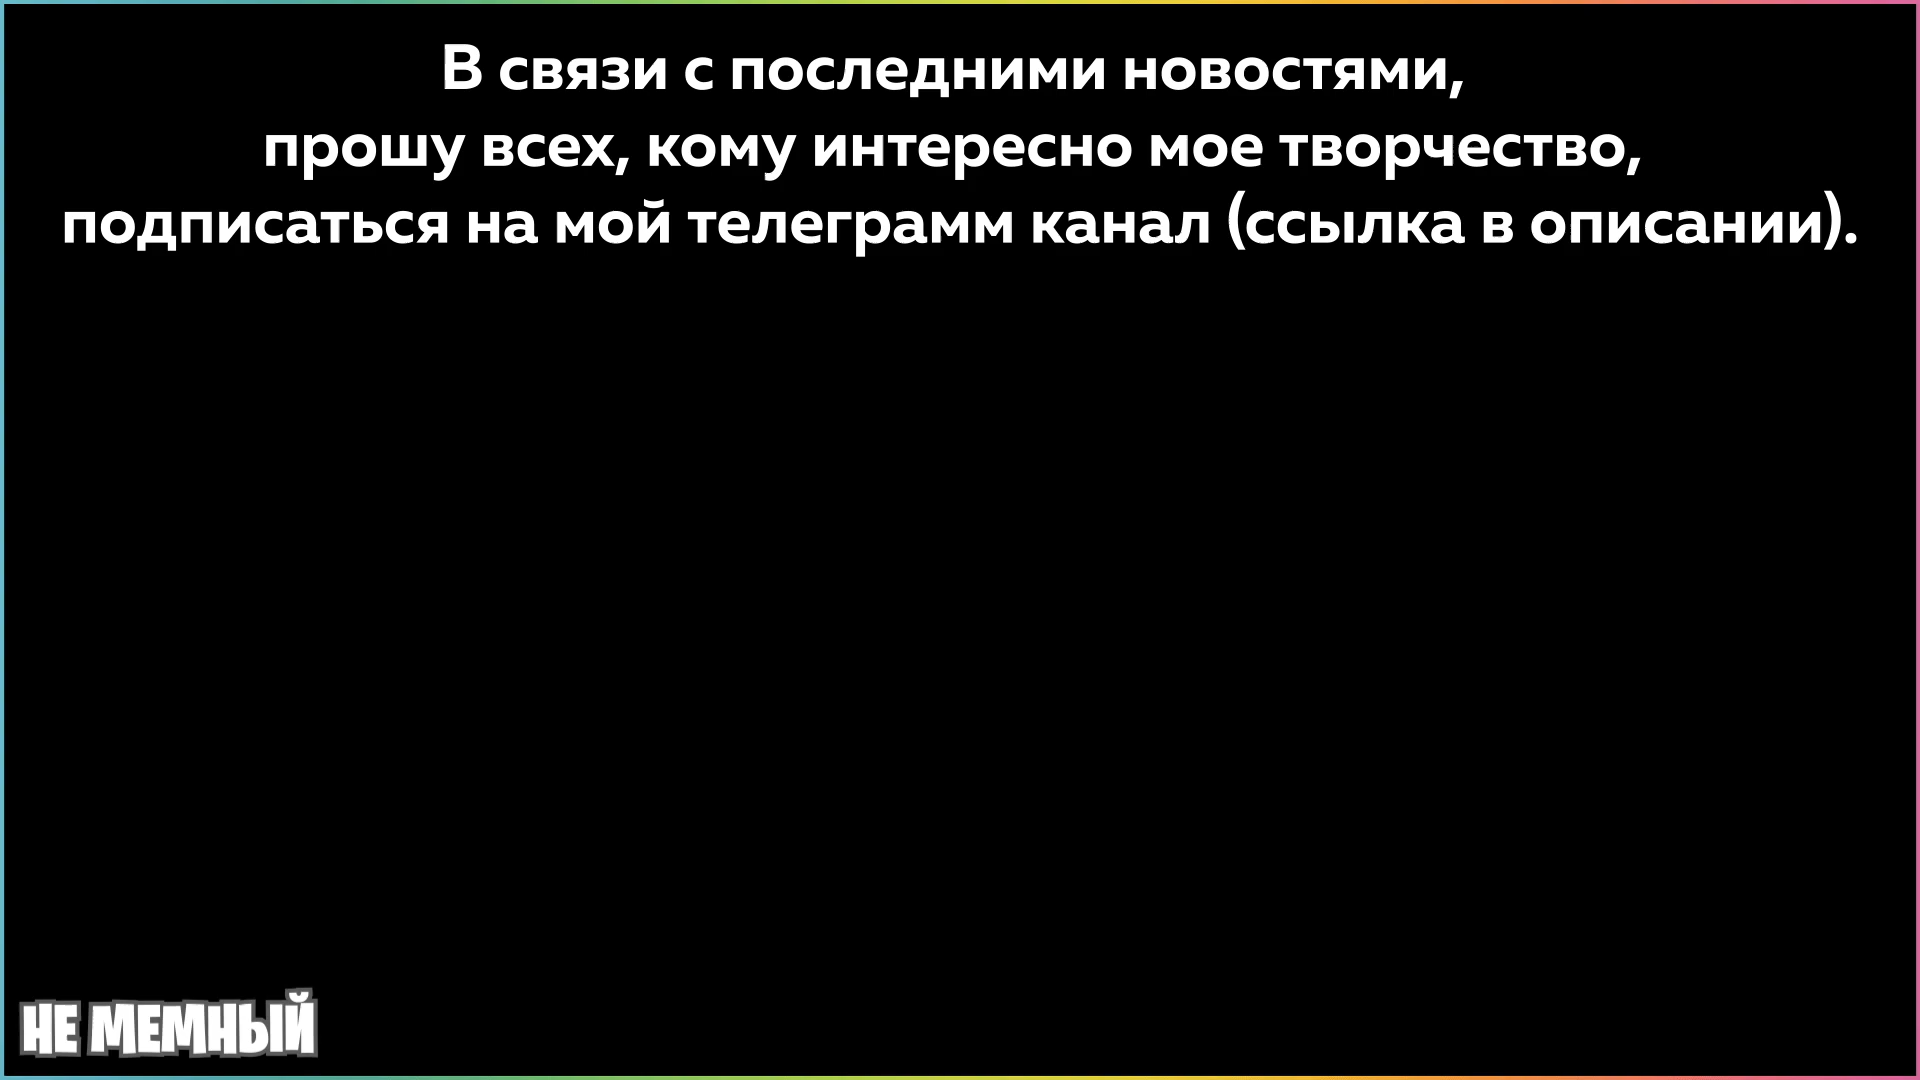 В связи с последними новостями,
прошу всех, кому интересно мое творчество,
подписаться на мой телеграмм канал (ссылка в описании).
НЕ МЕМНЫЙ